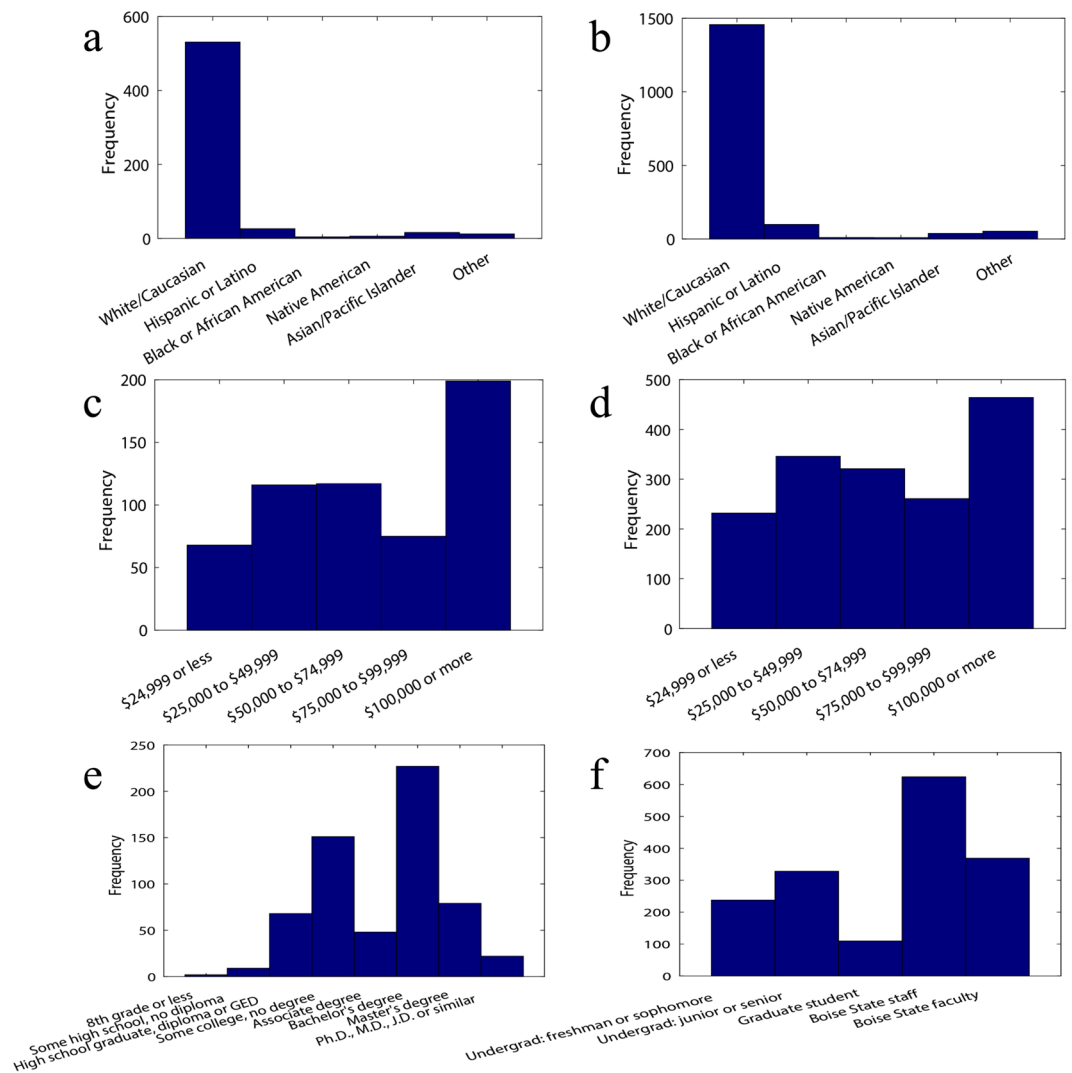 a
600
400
200
0
Frequency
White/Caucasian
Hispanic or Latino
Black or African American
Native American
Asian/Pacific Islander
Other
b
1500
1000
500
0
Frequency
White/Caucasian
Hispanic or Latino
Black or African American
Native American
Asian/Pacific Islander
Other
c
200
150
100
50
0
Frequency
$24,999 or less
$25,000 to $49,999
$50,000 to $74,999
$75,000 to $99,999
$100,000 or more
d
500
400
300
200
100
0
Frequency
$24,999 or less
$25,000 to $49,999
$50,000 to $74,999
$75,000 to $99,999
$100,000 or more
e
250
200
150
100
50
0
Frequency
8th grade or less
Some high school, no diploma
High school graduate, diploma or GED
Some college, no degree
Associate degree
Bachelor's degree
Master's degree
Ph.D., M.D., J.D. or similar
f
700
600
500
400
300
200
100
0
Frequency
Undergrad: freshman or sophomore
Undergrad: junior or senior
Graduate student
Boise State staff
Boise State faculty